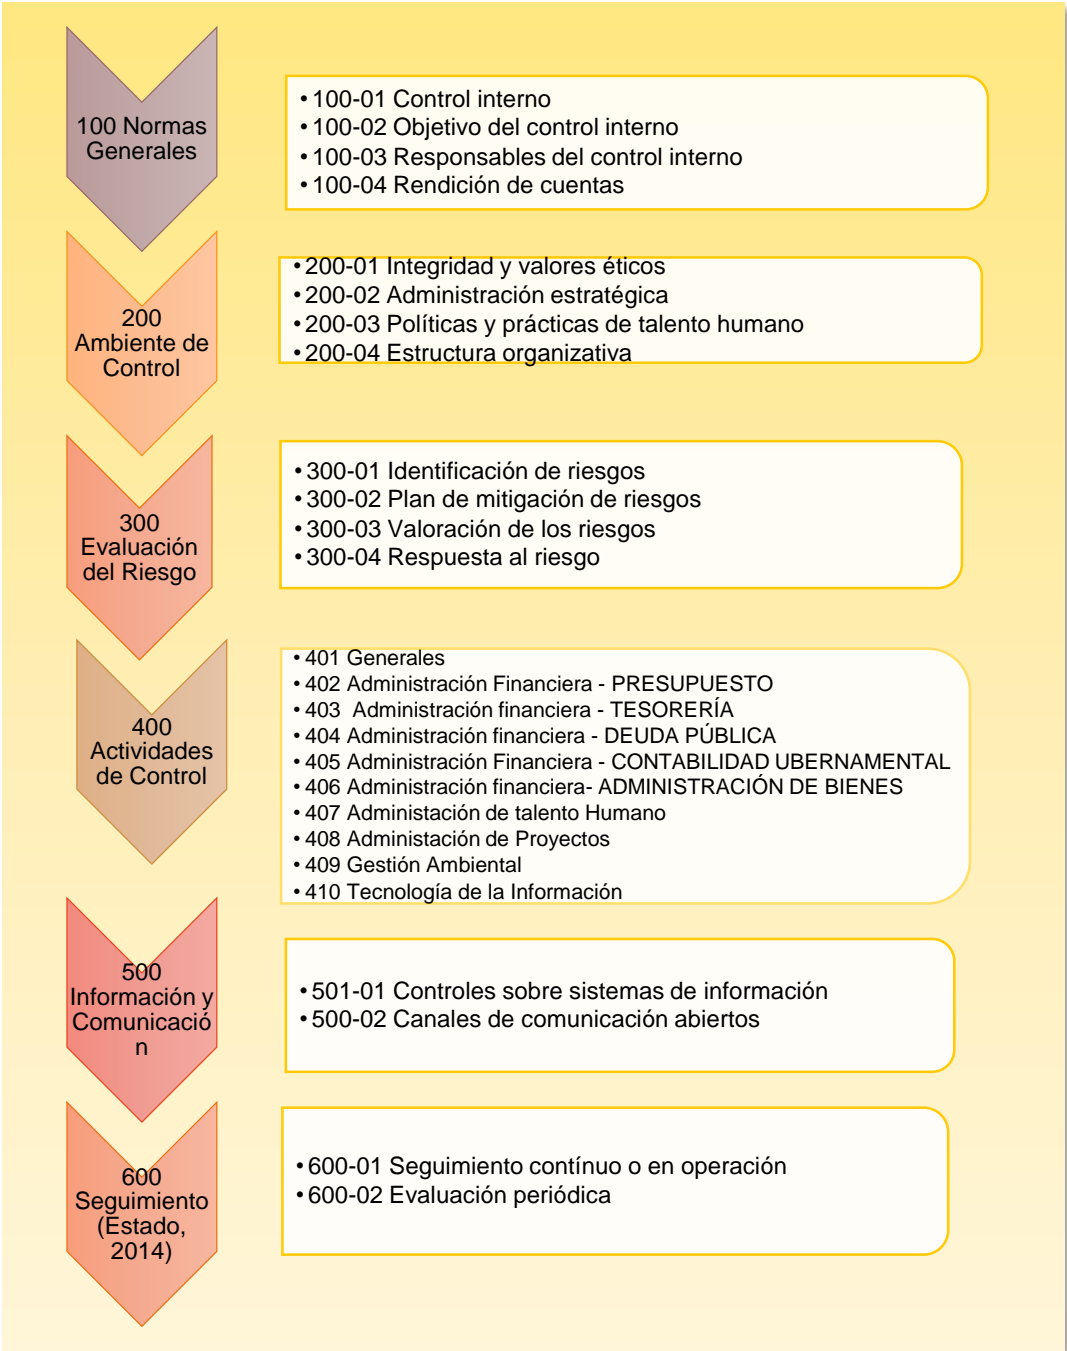 100 Normas
Generales
• 100-01 Control interno
• 100-02 Objetivo del control interno
• 100-03 Responsables del control interno
• 100-04 Rendición de cuentas
200
Ambiente de
Control
• 200-01 Integridad y valores éticos
• 200-02 Administración estratégica
• 200-03 Políticas y prácticas de talento humano
• 200-04 Estructura organizativa
300
Evaluación
del Riesgo
• 300-01 Identificación de riesgos
• 300-02 Plan de mitigación de riesgos
• 300-03 Valoración de los riesgos
• 300-04 Respuesta al riesgo
400
Actividades
de Control
• 401 Generales
• 402 Administración Financiera - PRESUPUESTO
• 403  Administración financiera - TESORERÍA
• 404 Administración financiera - DEUDA PÚBLICA
• 405 Administración Financiera - CONTABILIDAD UBERNAMENTAL
• 406 Administración financiera- ADMINISTRACIÓN DE BIENES
• 407 Administación de talento Humano
• 408 Administación de Proyectos
• 409 Gestión Ambiental
• 410 Tecnología de la Información
500
Información y
Comunicació
n
• 501-01 Controles sobre sistemas de información
• 500-02 Canales de comunicación abiertos
600
Seguimiento
(Estado,
2014)
• 600-01 Seguimiento contínuo o en operación
• 600-02 Evaluación periódica